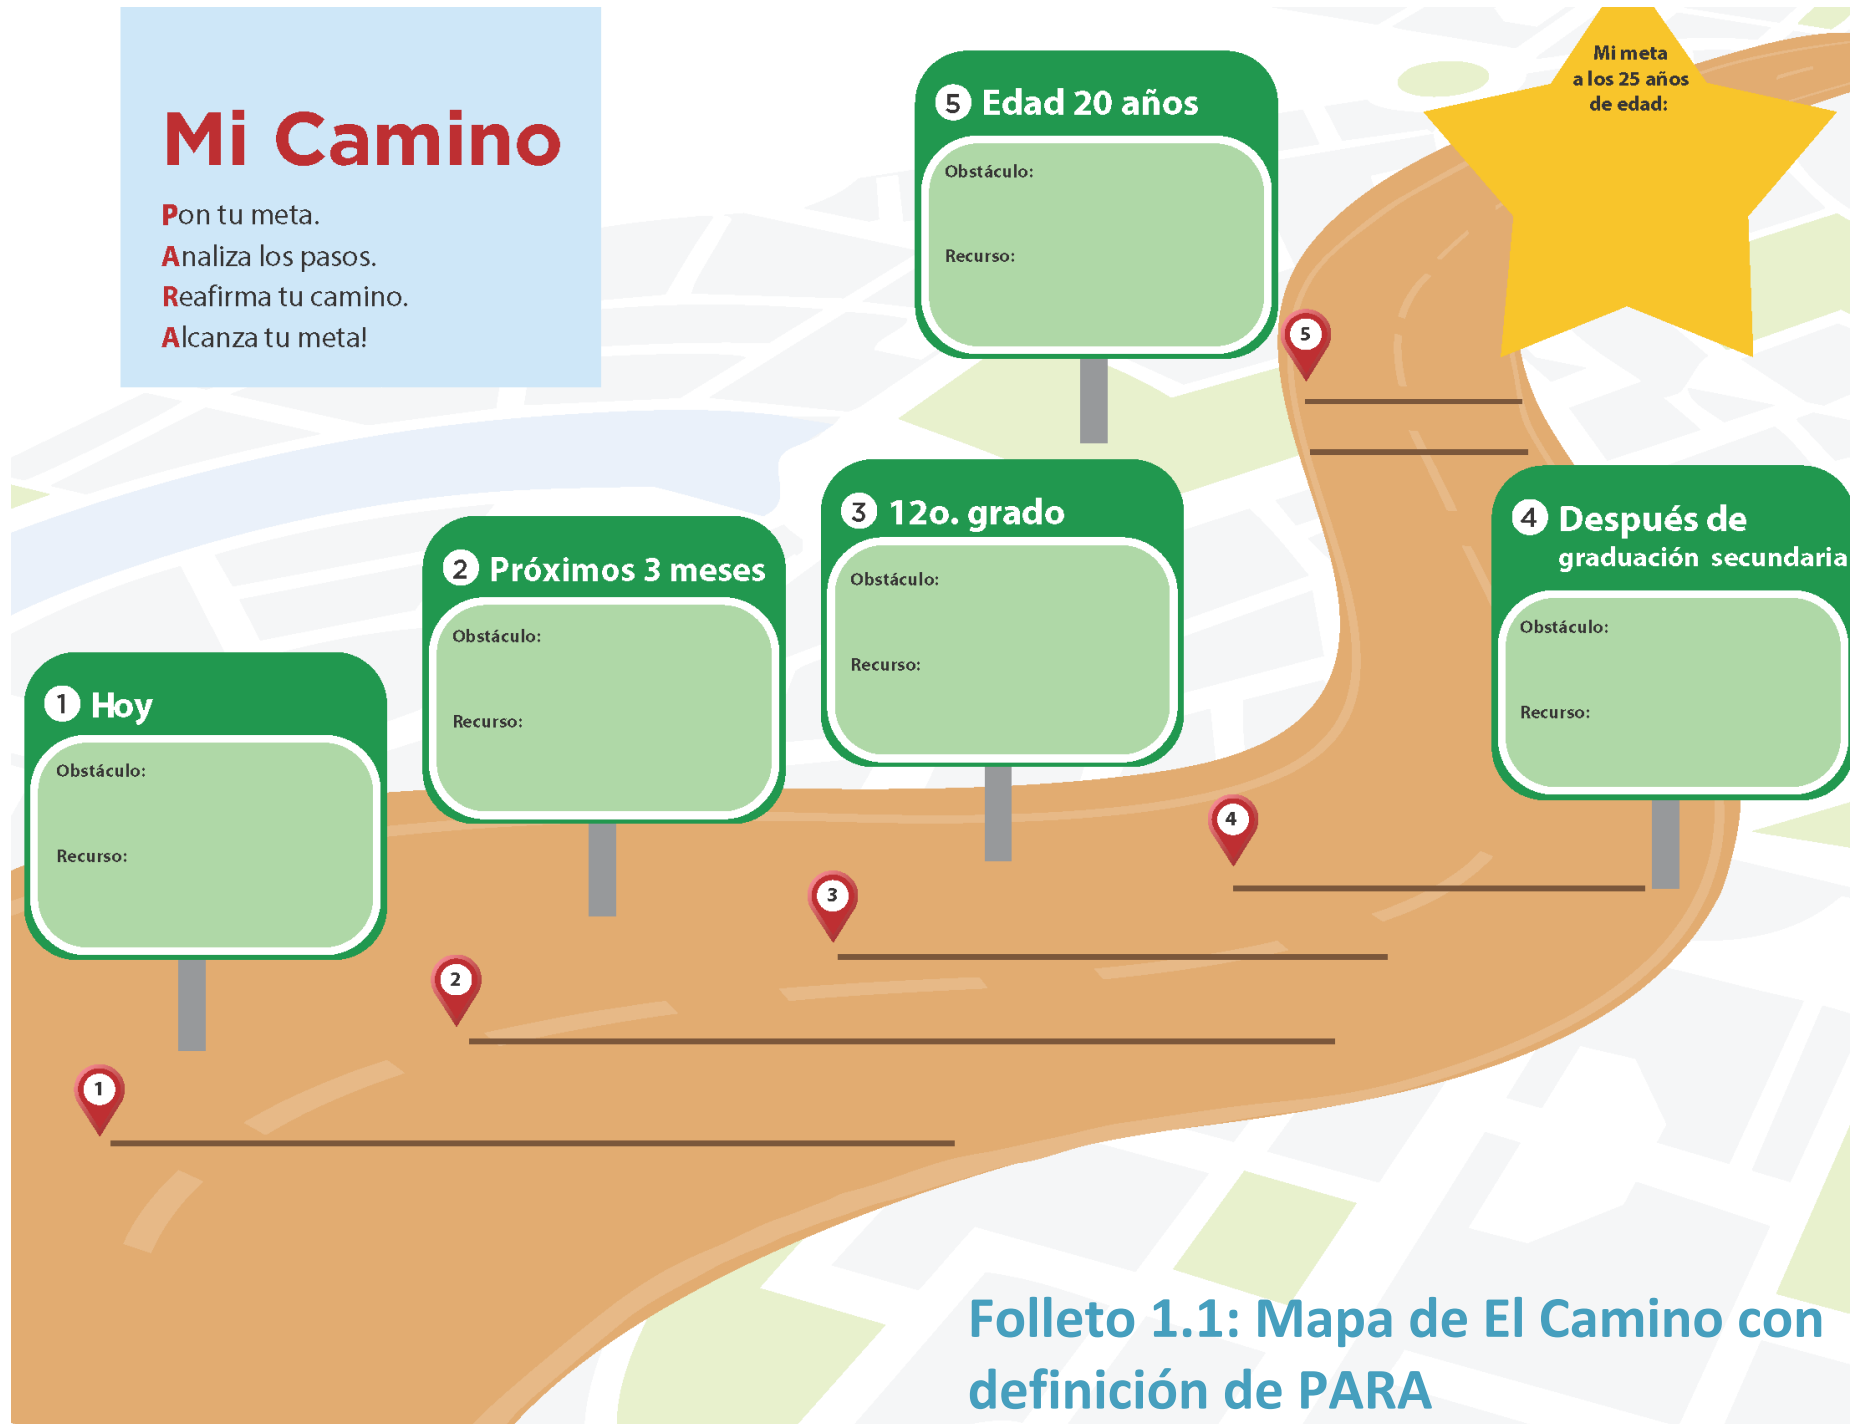 Mi Camino
Pon tu meta.
Analiza los pasos.
Reafirma tu camino.
Alcanza tu meta!
Mi meta
a los 25 años
de edad:
5 Edad 20 años
Obstáculo:
Recurso:
5
4 Después de
graduación secundaria
Obstáculo:
Recurso:
4
3 12o. grado
Obstáculo:
Recurso:
3
2 Próximos 3 meses
Obstáculo:
Recurso:
2
1 Hoy
Obstáculo:
Recurso:
1
Folleto 1.1: Mapa de El Camino con
definición de PARA